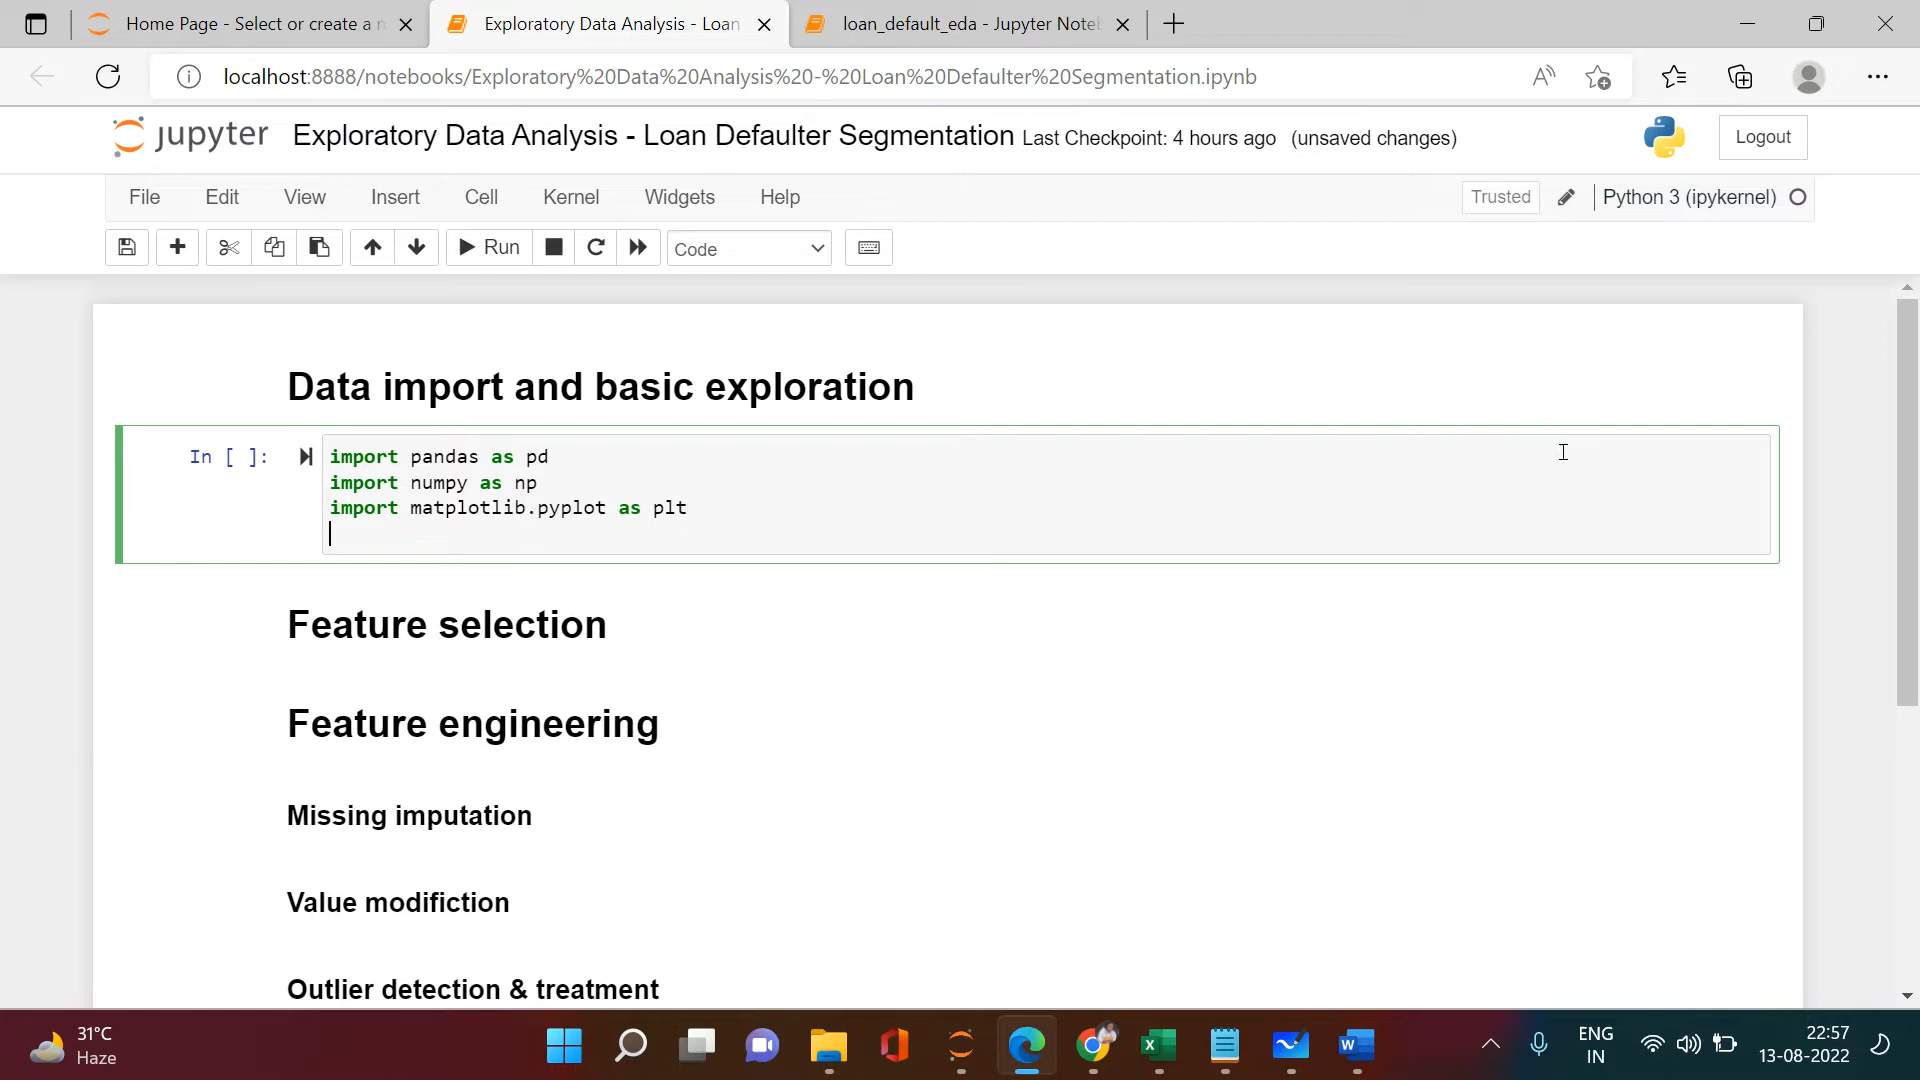 Home Page - Select or create a n
Exploratory Data Analysis - Loan
loan_default_eda - Jupyter Noteb
localhost:8888/notebooks/Exploratory%20Data%20Analysis%20-%20Loan%20Defaulter%20Segmentation.ipynb
jupyter Exploratory Data Analysis - Loan Defaulter Segmentation Last Checkpoint: 4 hours ago (unsaved changes) Logout
File Edit View Insert Cell Kernel Widgets Help Trusted Python 3 (ipykernel)
Run Code
Data import and basic exploration
In [ ]: import pandas as pd
import numpy as np
import matplotlib.pyplot as plt
Feature selection
Feature engineering
Missing imputation
Value modifiction
Outlier detection & treatment
31°C
Haze
ENG
IN
22:57
13-08-2022